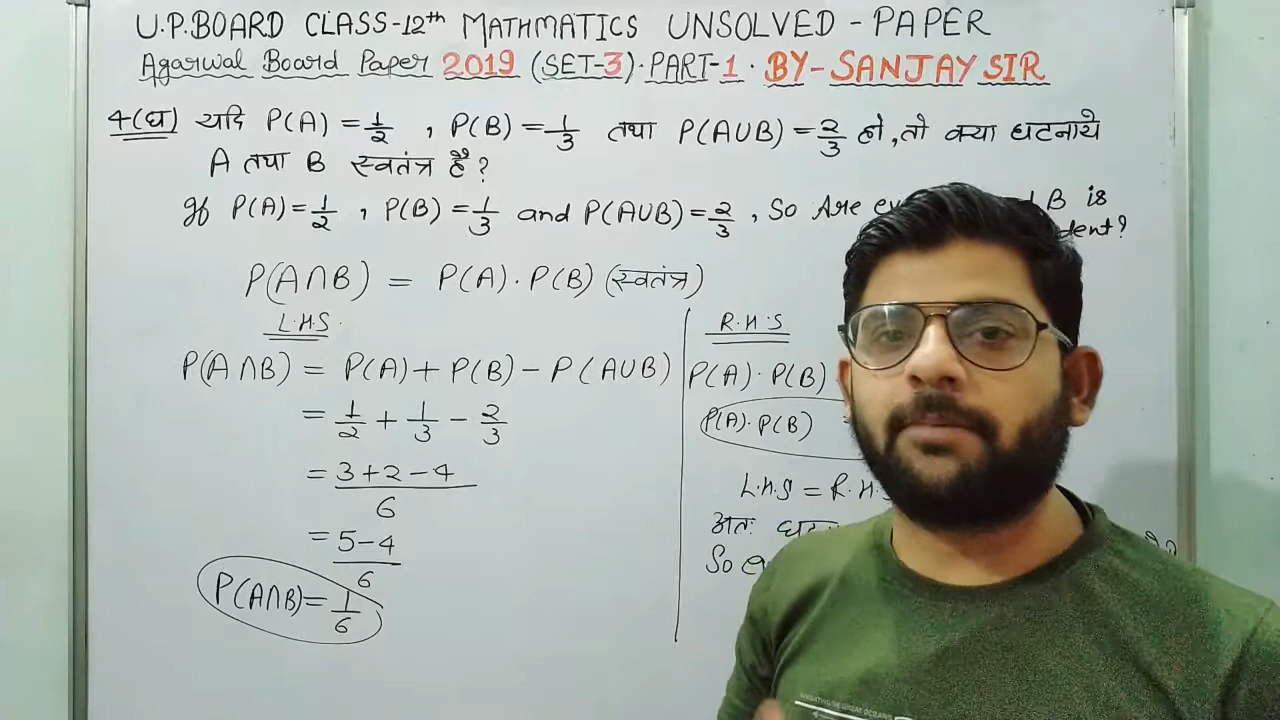 U.P.BOARD CLASS-12th MATHMATICS UNSOLVED - PAPER
Agarwal Board Paper 2019 (SET-3). PART-1. BY-SANJAY SIR
4(घ) यदि P(A) = 1/2 , P(B) = 1/3 तथा P(A∪B) = 2/3 हो, तो क्या घटनाये
A तथा B स्वतंत्र है ?
If P(A) = 1/2 , P(B) = 1/3 and P(A∪B) = 2/3 , So Are B is
P(A∩B) = P(A) . P(B) (स्वतंत्र)
L.H.S.
P(A∩B) = P(A) + P(B) - P(A∪B)
= 1/2 + 1/3 - 2/3
= 3+2-4/6
= 5-4/6
P(A∩B) = 1/6
R.H.S
P(A) . P(B)
P(A) . P(B) =
L.H.S = R.H.S
अतः
So